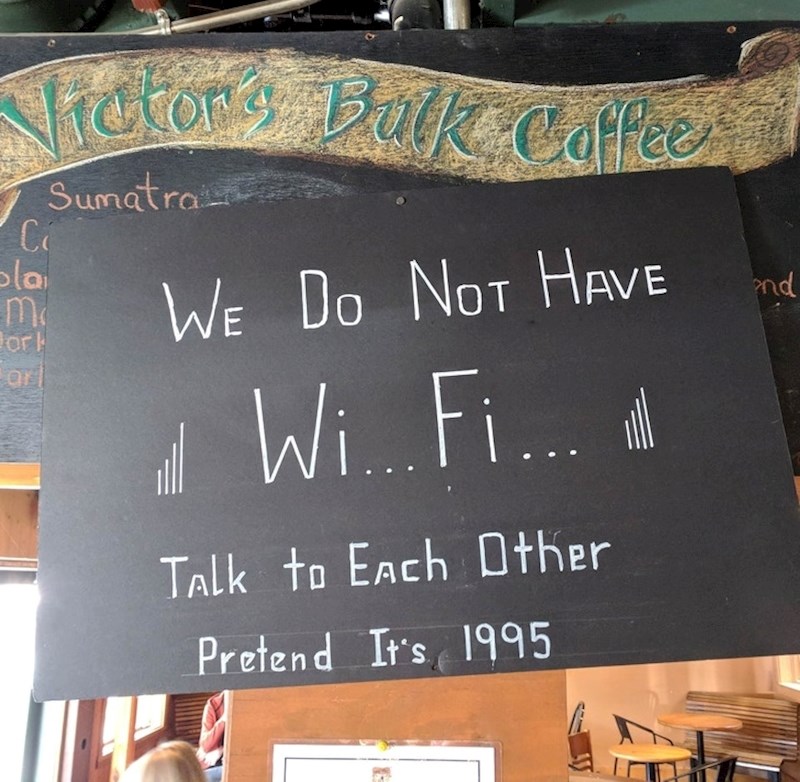 Victor's Bulk Coffee
Sumatra
We Do Not Have
Wi... Fi...
Talk to Each Other
Pretend It's 1995